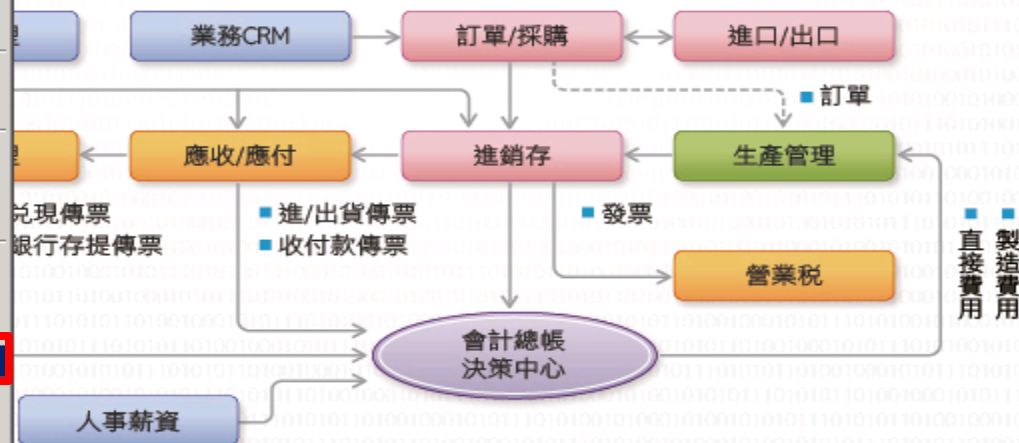 業務CRM
訂單/採購
進口/出口
訂單
應收/應付
進銷存
生產管理
兌現傳票
銀行存提傳票
進/出貨傳票
收付款傳票
發票
直接費用
製造費用
營業稅
會計總帳
決策中心
人事薪資